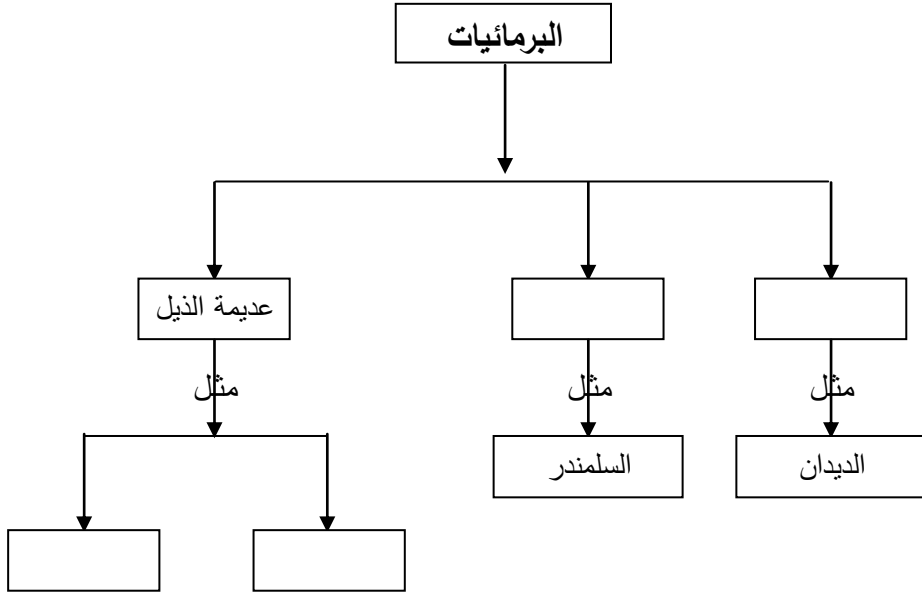 البرمائيات
عديمة الذيل
مثل
مثل
مثل
السلمندر
الديدان